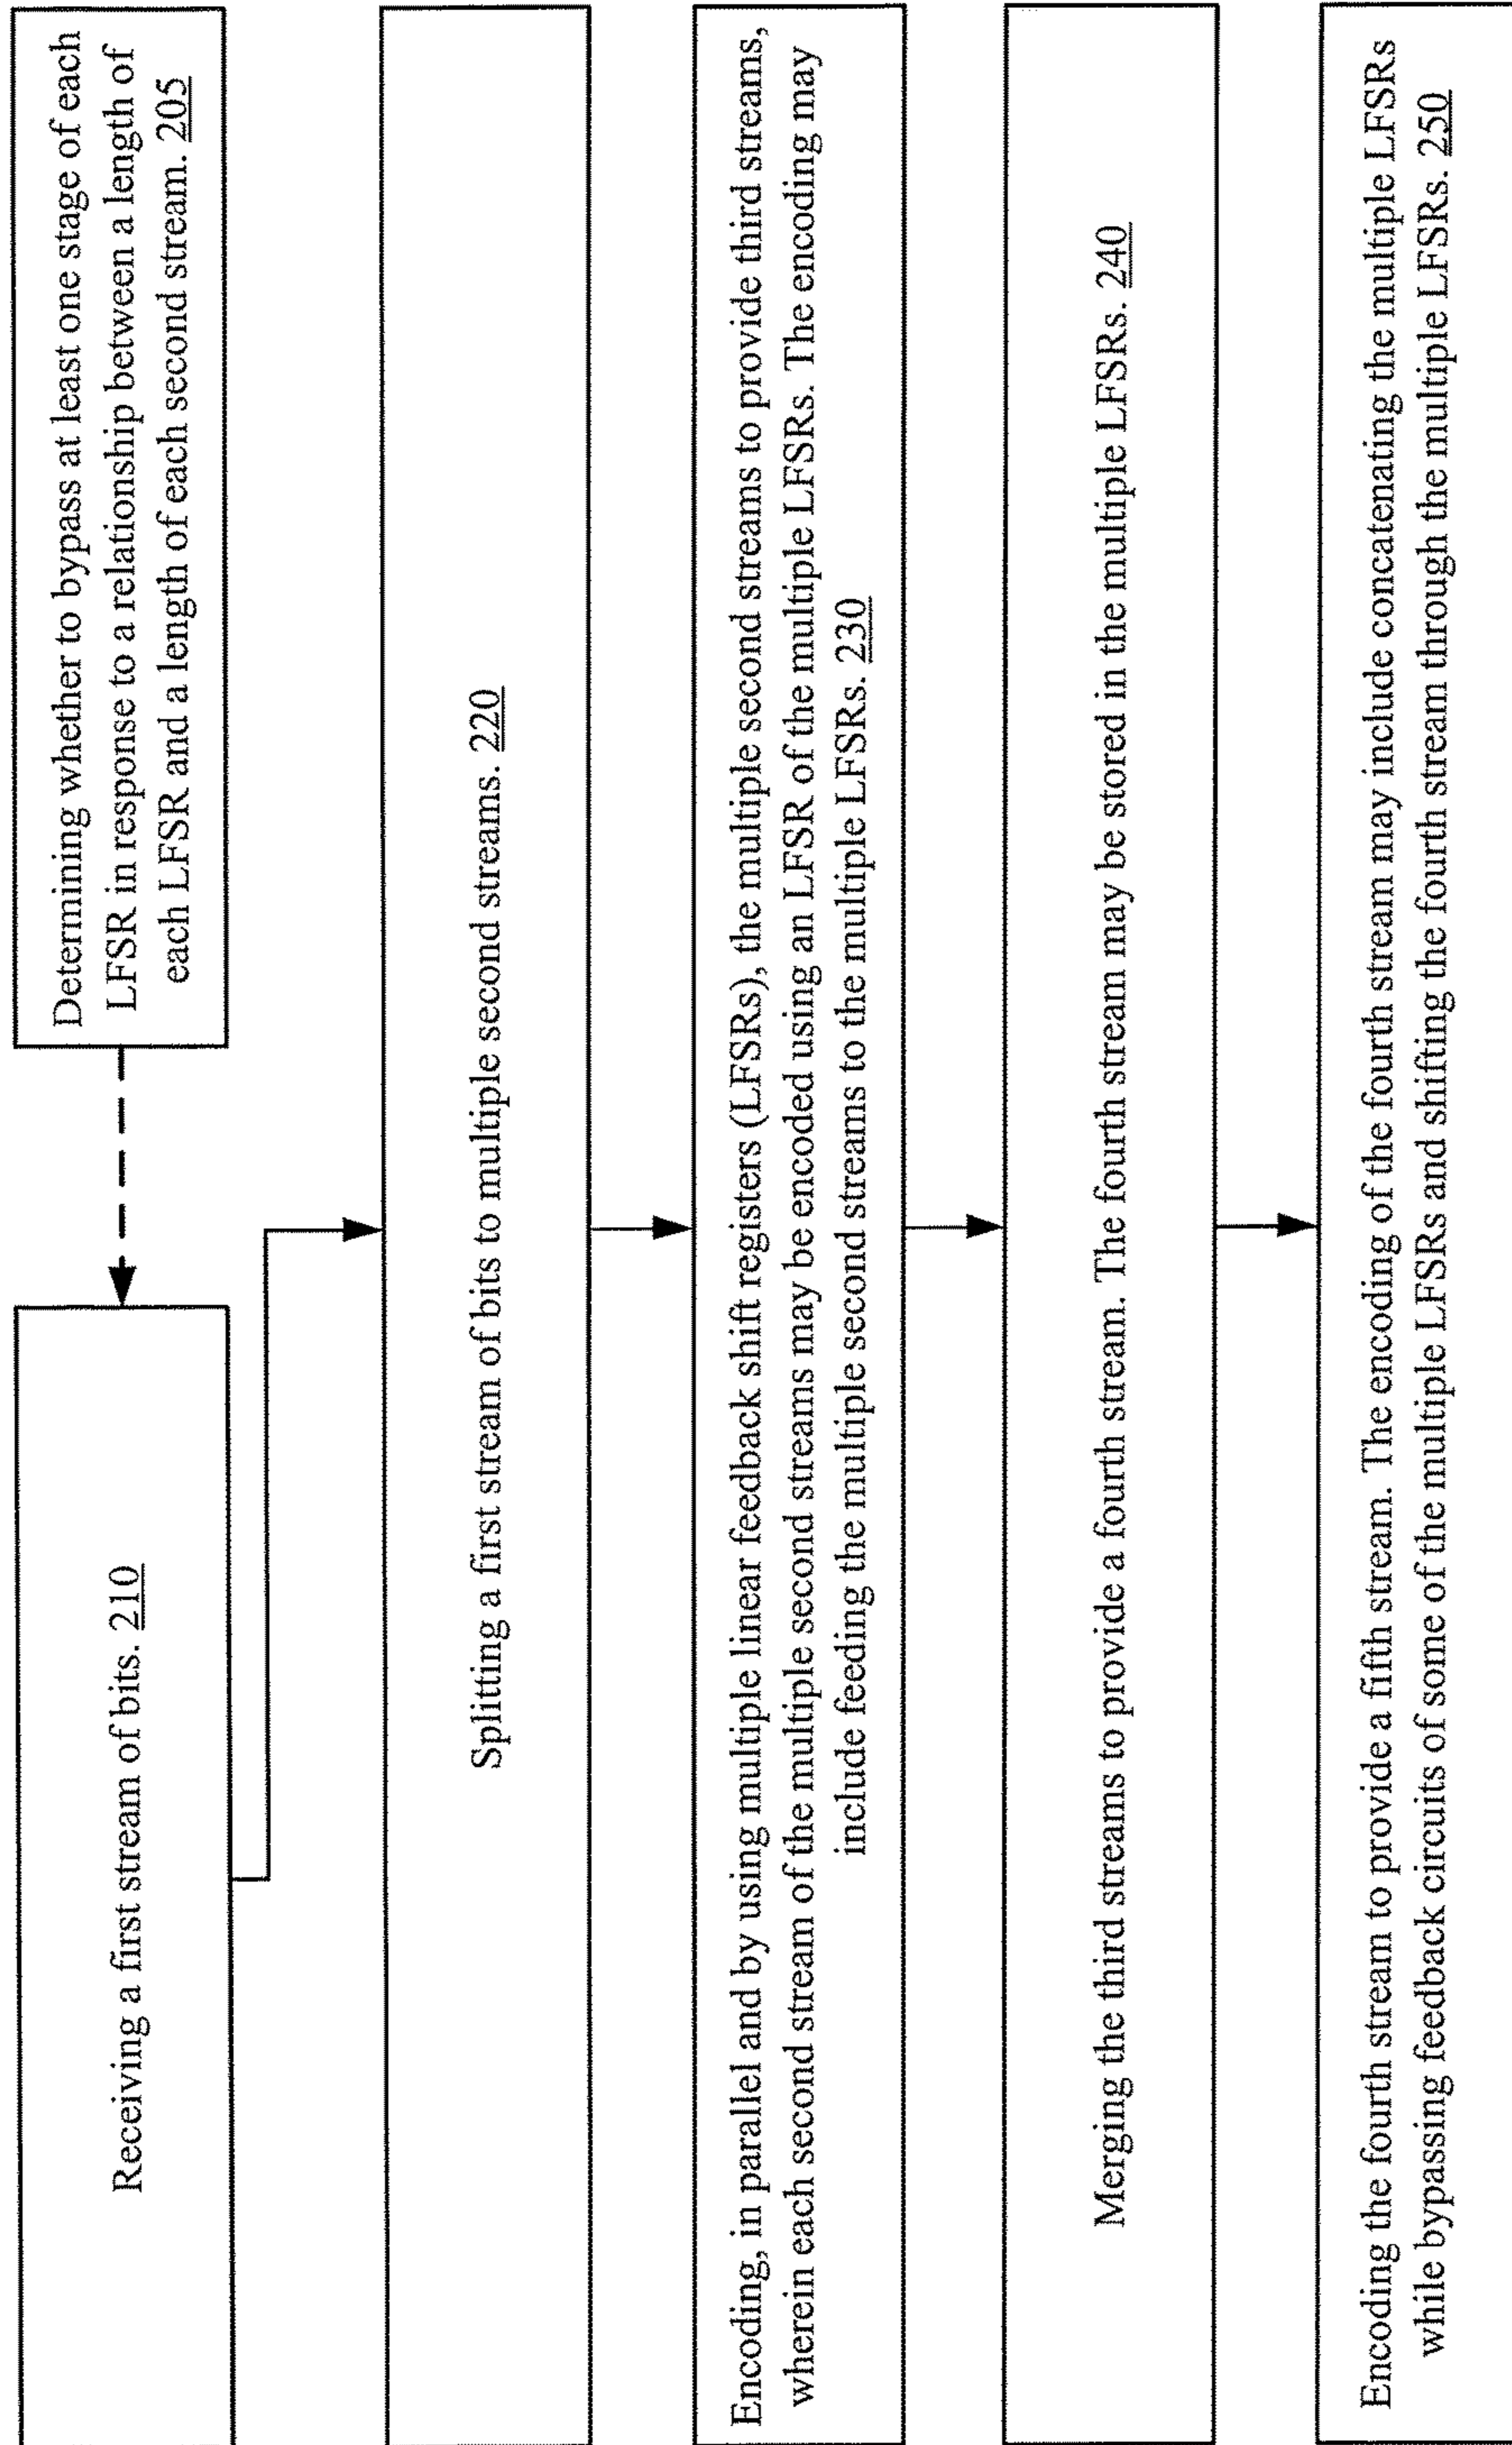 Determining whether to bypass at least one stage of each
LFSR in response to a relationship between a length of
each LFSR and a length of each second stream. 205
Receiving a first stream of bits. 210
Splitting a first stream of bits to multiple second streams. 220
Encoding, in parallel and by using multiple linear feedback shift registers (LFSRs), the multiple second streams to provide third streams,
wherein each second stream of the multiple second streams may be encoded using an LFSR of the multiple LFSRs. The encoding may
include feeding the multiple second streams to the multiple LFSRs. 230
Merging the third streams to provide a fourth stream. The fourth stream may be stored in the multiple LFSRs. 240
Encoding the fourth stream to provide a fifth stream. The encoding of the fourth stream may include concatenating the multiple LFSRs
while bypassing feedback circuits of some of the multiple LFSRs and shifting the fourth stream through the multiple LFSRs. 250